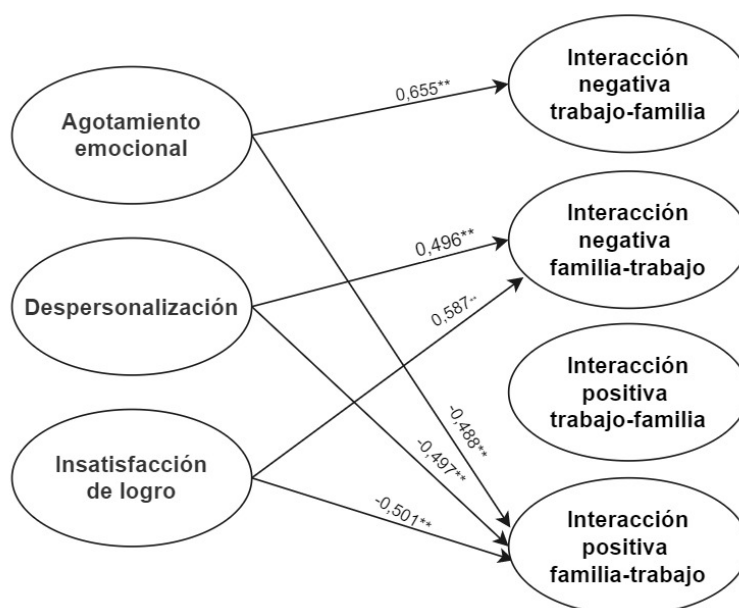 Interacción
negativa
trabajo-familia
0,655**
Agotamiento
emocional
Interacción
negativa
familia-trabajo
0,496**
Despersonalización
0,587**
Interacción
positiva
trabajo-familia
-0,488**
-0,497**
Insatisfacción
de logro
-0,501**
Interacción
positiva
familia-trabajo